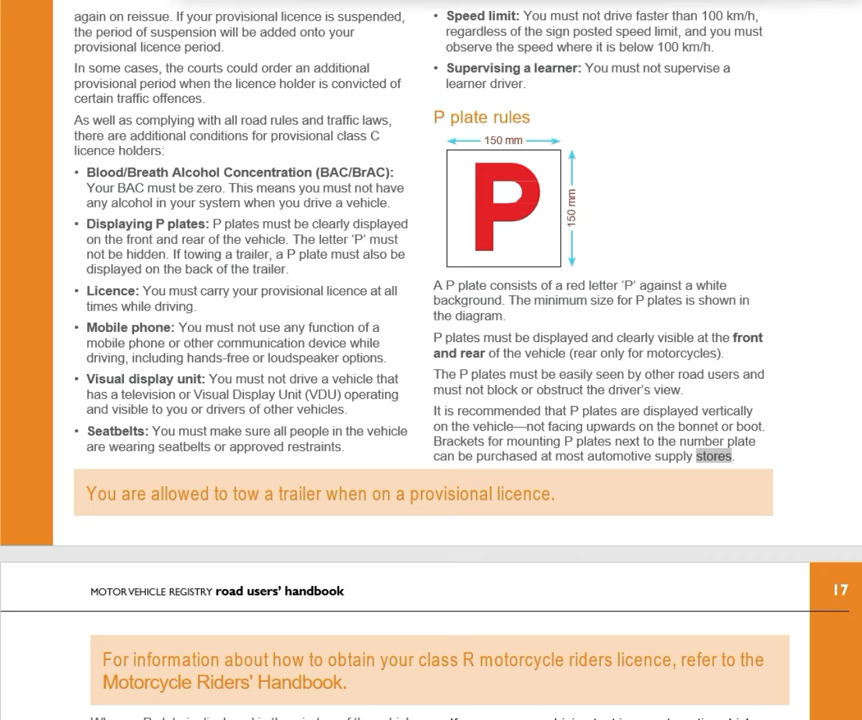 again on reissue. If your provisional licence is suspended,
the period of suspension will be added onto your
provisional licence period.
In some cases, the courts could order an additional
provisional period when the licence holder is convicted of
certain traffic offences.
As well as complying with all road rules and traffic laws,
there are additional conditions for provisional class C
licence holders:
• Blood/Breath Alcohol Concentration (BAC/BrAC):
Your BAC must be zero. This means you must not have
any alcohol in your system when you drive a vehicle.
• Displaying P plates: P plates must be clearly displayed
on the front and rear of the vehicle. The letter 'P' must
not be hidden. If towing a trailer, a P plate must also be
displayed on the back of the trailer.
• Licence: You must carry your provisional licence at all
times while driving.
• Mobile phone: You must not use any function of a
mobile phone or other communication device while
driving, including hands-free or loudspeaker options.
• Visual display unit: You must not drive a vehicle that
has a television or Visual Display Unit (VDU) operating
and visible to you or drivers of other vehicles.
• Seatbelts: You must make sure all people in the vehicle
are wearing seatbelts or approved restraints.
• Speed limit: You must not drive faster than 100 km/h,
regardless of the sign posted speed limit, and you must
observe the speed where it is below 100 km/h.
• Supervising a learner: You must not supervise a
learner driver.
P plate rules
150 mm
P
150 mm
A P plate consists of a red letter 'P' against a white
background. The minimum size for P plates is shown in
the diagram.
P plates must be displayed and clearly visible at the front
and rear of the vehicle (rear only for motorcycles).
The P plates must be easily seen by other road users and
must not block or obstruct the driver's view.
It is recommended that P plates are displayed vertically
on the vehicle—not facing upwards on the bonnet or boot.
Brackets for mounting P plates next to the number plate
can be purchased at most automotive supply stores.
You are allowed to tow a trailer when on a provisional licence.
MOTOR VEHICLE REGISTRY road users' handbook
17
For information about how to obtain your class R motorcycle riders licence, refer to the
Motorcycle Riders' Handbook.